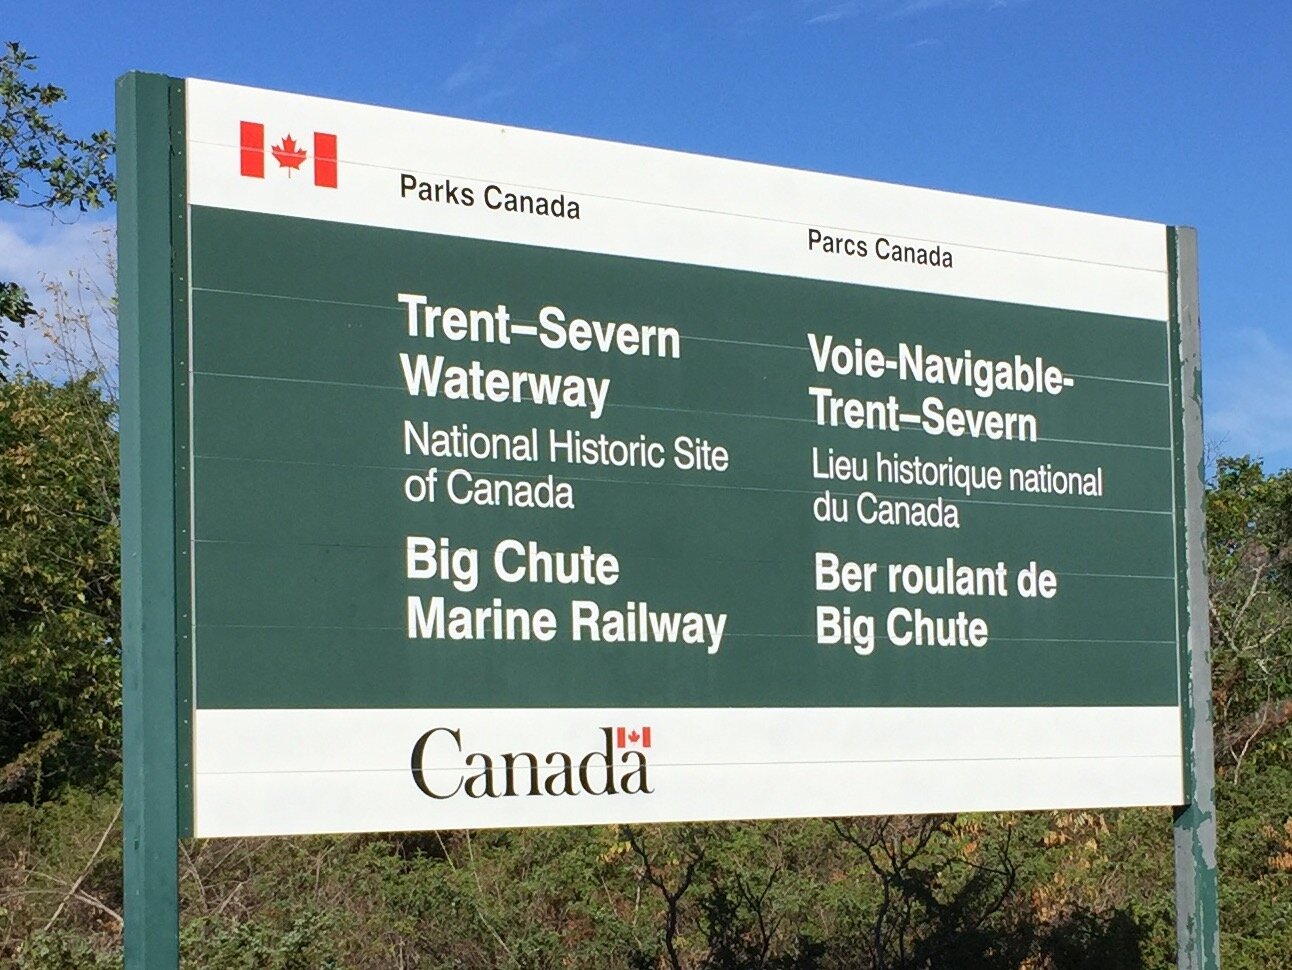 Parks Canada
Parcs Canada
Trent–Severn
Waterway
National Historic Site
of Canada
Big Chute
Marine Railway
Voie-Navigable-
Trent–Severn
Lieu historique national
du Canada
Ber roulant de
Big Chute
Canada